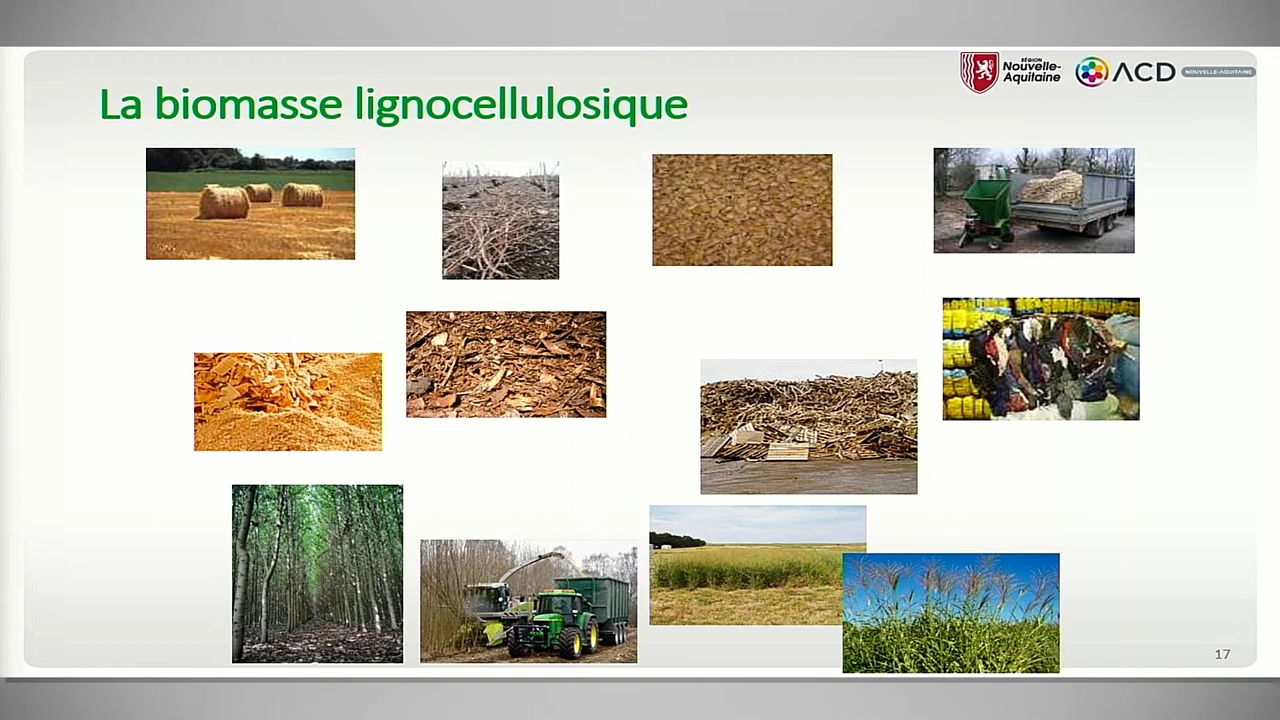 RÉGION
Nouvelle-
Aquitaine
ACD
NOUVELLE-AQUITAINE
La biomasse lignocellulosique
17